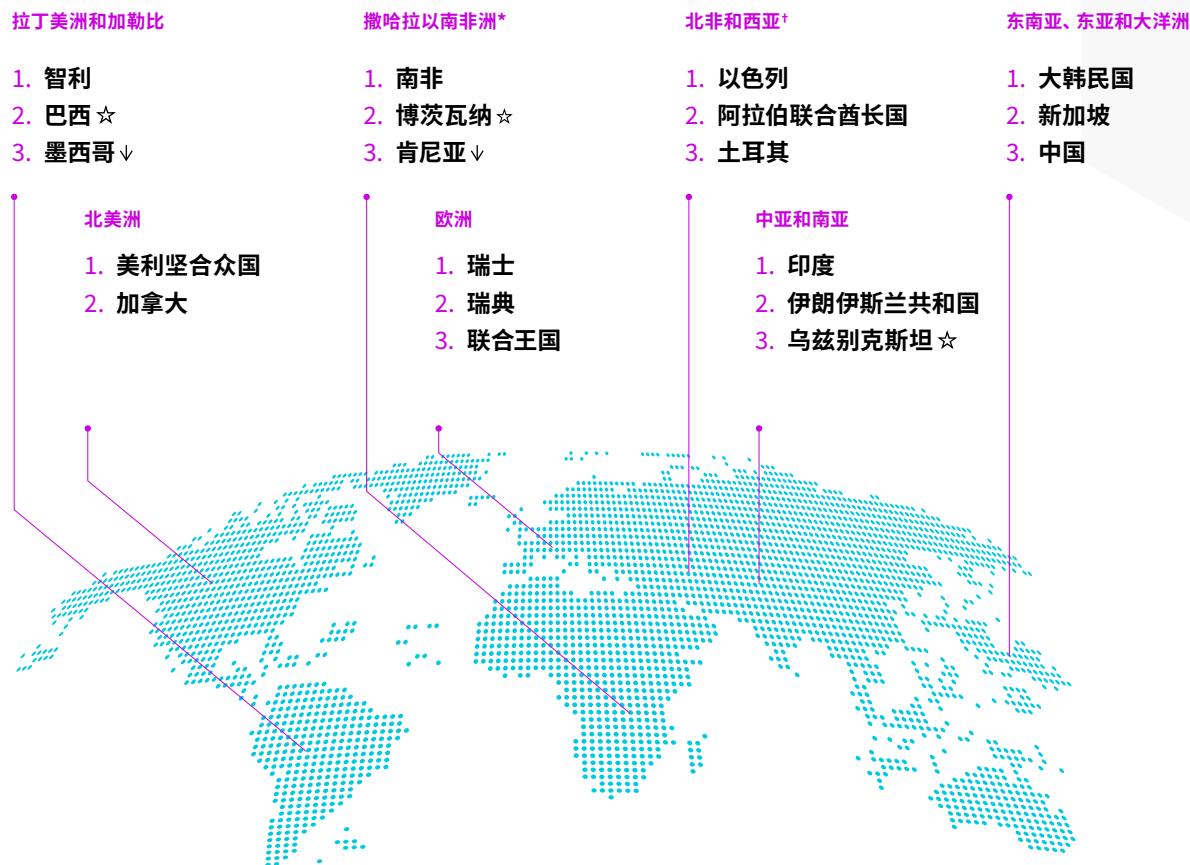 拉丁美洲和加勒比
1. 智利
2. 巴西☆
3. 墨西哥↓
撒哈拉以南非洲*
1. 南非
2. 博茨瓦纳☆
3. 肯尼亚↓
北非和西亚†
1. 以色列
2. 阿拉伯联合酋长国
3. 土耳其
东南亚、东亚和大洋洲
1. 大韩民国
2. 新加坡
3. 中国
北美洲
1. 美利坚合众国
2. 加拿大
欧洲
1. 瑞士
2. 瑞典
3. 联合王国
中亚和南亚
1. 印度
2. 伊朗伊斯兰共和国
3. 乌兹别克斯坦☆